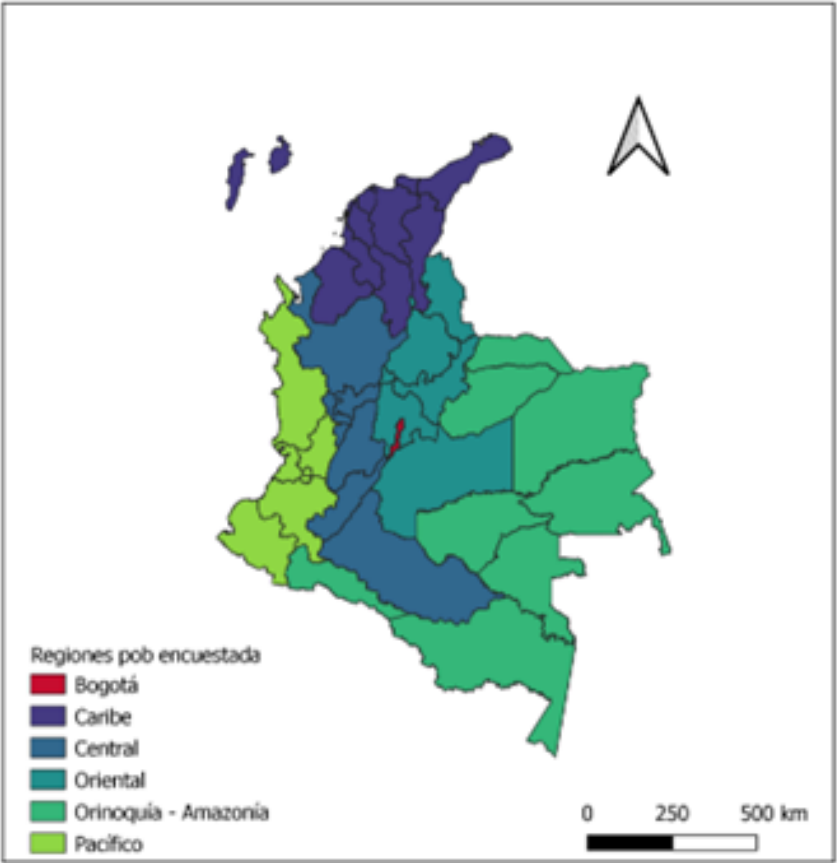 Regiones pob encuestada
Bogotá
Caribe
Central
Oriental
Orinoquía - Amazonía
Pacífico
0 250 500 km